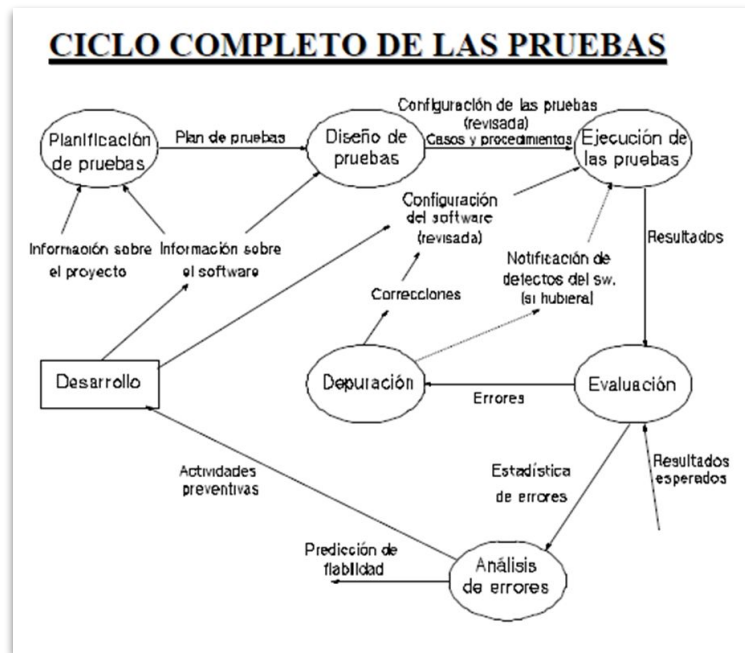 CICLO COMPLETO DE LAS PRUEBAS
Planificación
de pruebas
Plan de pruebas
Diseño de
pruebas
Configuración de las pruebas
(revisada)
Casos y procedimientos
Ejecución de
las pruebas
Información sobre
el proyecto
Información sobre
el software
Configuración
del software
(revisada)
Notificación de
defectos del sw.
(si hubiera)
Resultados
Correcciones
Desarrollo
Depuración
Errores
Evaluación
Actividades
preventivas
Estadística
de errores
Resultados
esperados
Predicción de
fiabilidad
Análisis
de errores